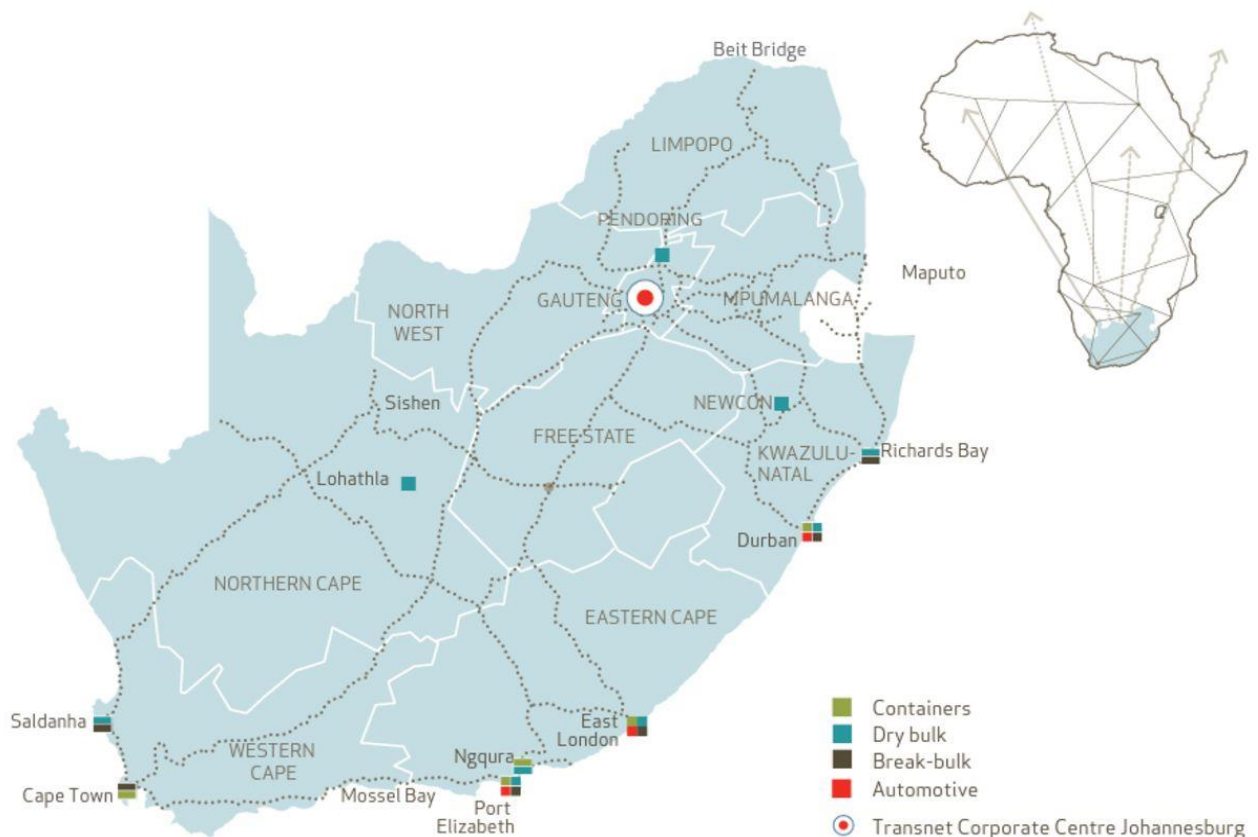 Beit Bridge
LIMPOPO
PENDORING
Maputo
GAUTENG
MPUMALANGA
NORTH
WEST
Sishen
NEWCON
FREE STATE
KWAZULU-
NATAL
Richards Bay
Lohathla
Durban
NORTHERN CAPE
EASTERN CAPE
Saldanha
East
London
WESTERN
CAPE
Ngqura
Cape Town
Mossel Bay
Port
Elizabeth
Containers
Dry bulk
Break-bulk
Automotive
Transnet Corporate Centre Johannesburg